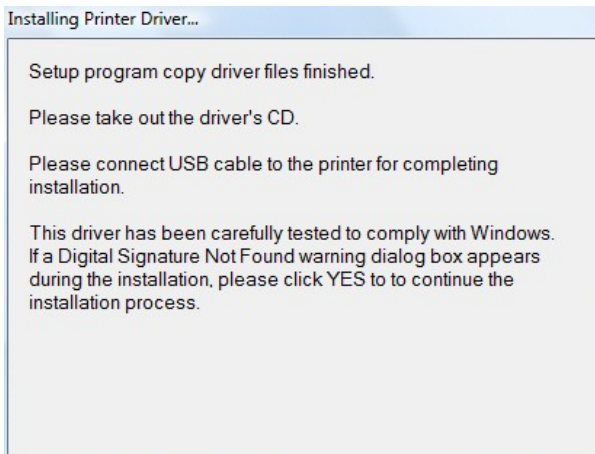 Installing Printer Driver...
Setup program copy driver files finished.
Please take out the driver's CD.
Please connect USB cable to the printer for completing
installation.
This driver has been carefully tested to comply with Windows.
If a Digital Signature Not Found warning dialog box appears
during the installation, please click YES to to continue the
installation process.